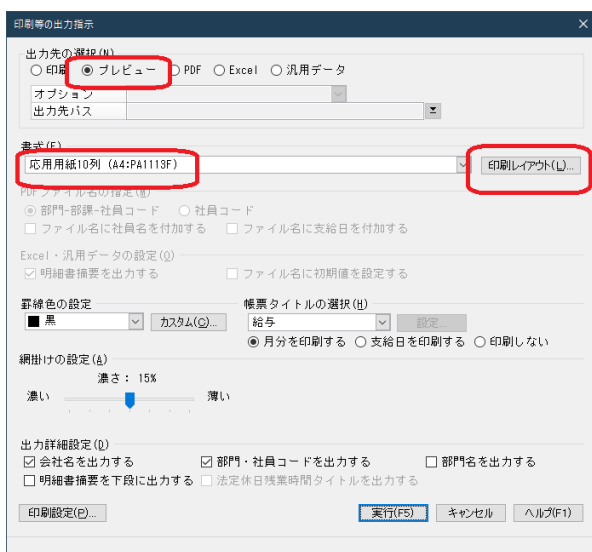 印刷等の出力指示
出力先の選択(N)
印刷 プレビュー PDF Excel 汎用データ
オプション
出力先パス
書式(F)
応用用紙10列 (A4:PA1113F) 印刷レイアウト(L)...
PDFファイル名の指定(W)
部門-部課-社員コード 社員コード
ファイル名に社員名を付加する ファイル名に支給日を付加する
Excel・汎用データの設定(O)
明細書摘要を出力する ファイル名に初期値を設定する
罫線色の設定 帳票タイトルの選択(H)
黒 カスタム(C)... 給与 設定...
月分を印刷する 支給日を印刷する 印刷しない
網掛けの設定(A)
濃さ: 15%
濃い 薄い
出力詳細設定(D)
会社名を出力する 部門・社員コードを出力する 部門名を出力する
明細書摘要を下段に出力する 法定休日残業時間タイトルを出力する
印刷設定(P)... 実行(F5) キャンセル ヘルプ(F1)